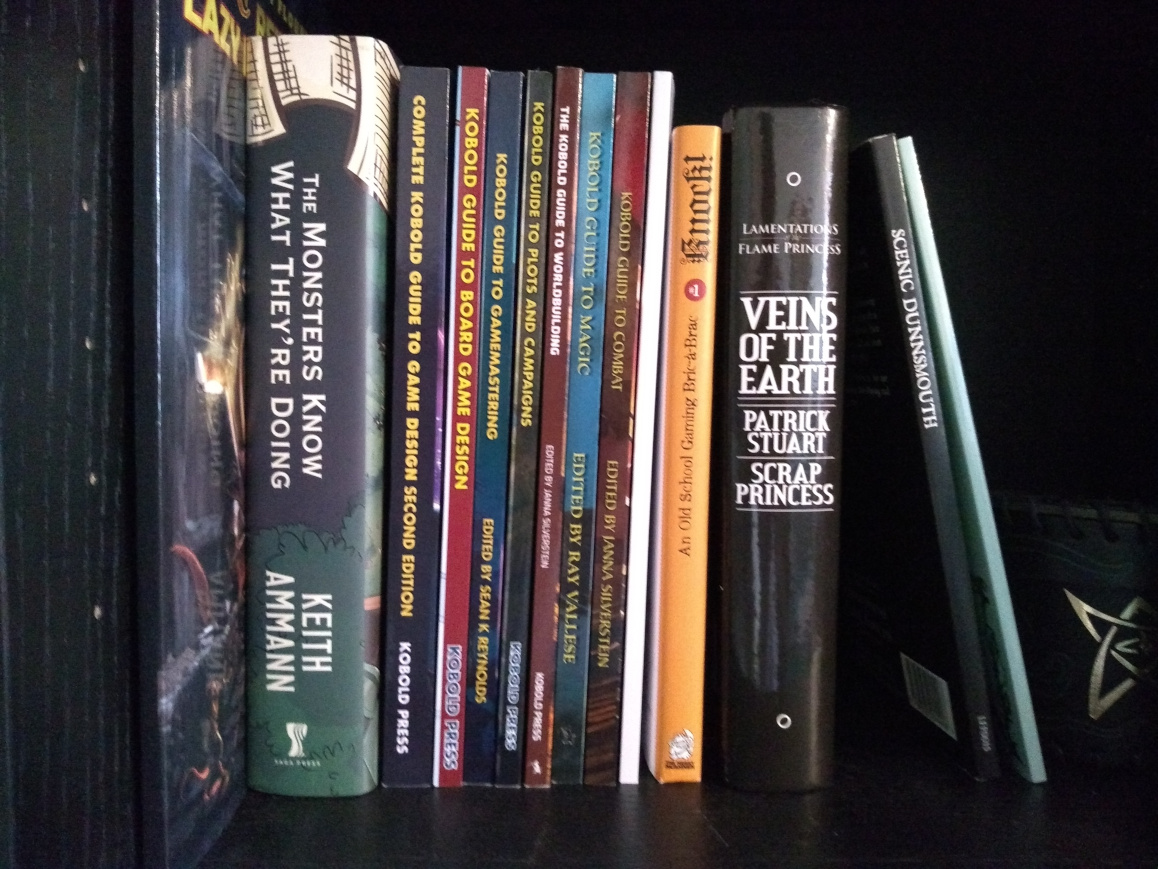 LAZY
THE MONSTERS KNOW
WHAT THEY'RE DOING
KEITH
AMMANN
SAGA PRESS
COMPLETE KOBOLD GUIDE TO GAME DESIGN SECOND EDITION
KOBOLD PRESS
KOBOLD GUIDE TO BOARD GAME DESIGN
KOBOLD PRESS
KOBOLD GUIDE TO GAMEMASTERING
EDITED BY SEAN K REYNOLDS
KOBOLD GUIDE TO PLOTS AND CAMPAIGNS
KOBOLD PRESS
THE KOBOLD GUIDE TO WORLDBUILDING
EDITED BY JANNA SILVERSTEIN
KOBOLD PRESS
KOBOLD GUIDE TO MAGIC
EDITED BY RAY VALLESE
KOBOLD GUIDE TO COMBAT
EDITED BY JANNA SILVERSTEIN
Knock!
#1
An Old School Gaming Bric-à-Brac
LAMENTATIONS
of the
FLAME PRINCESS
VEINS
OF THE
EARTH
PATRICK
STUART
SCRAP
PRINCESS
SCENIC DUNNSMOUTH